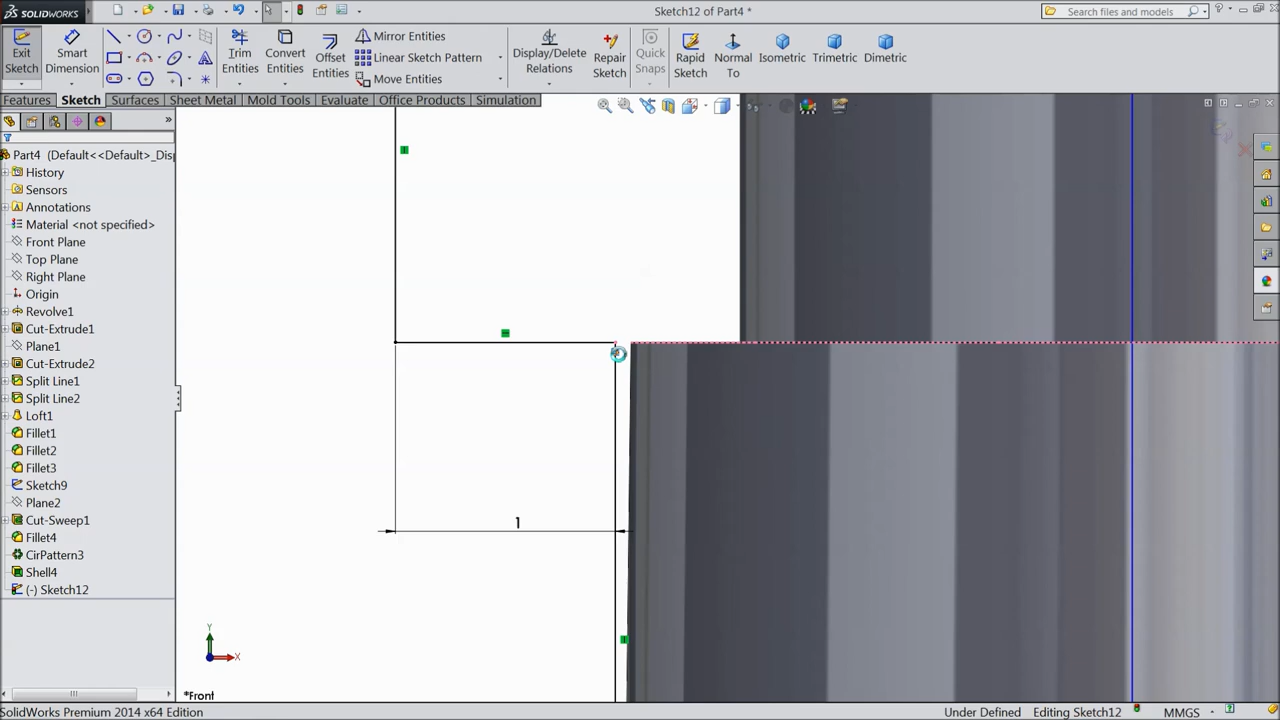 SOLIDWORKS
Sketch12 of Part4 *
Search files and models
Exit Sketch
Smart Dimension
Trim Entities
Convert Entities
Offset Entities
Mirror Entities
Linear Sketch Pattern
Move Entities
Display/Delete Relations
Repair Sketch
Quick Snaps
Rapid Sketch
Normal To
Isometric
Trimetric
Dimetric
Features
Sketch
Surfaces
Sheet Metal
Mold Tools
Evaluate
Office Products
Simulation
Part4 (Default<<Default>_Disp
History
Sensors
Annotations
Material <not specified>
Front Plane
Top Plane
Right Plane
Origin
Revolve1
Cut-Extrude1
Plane1
Cut-Extrude2
Split Line1
Split Line2
Loft1
Fillet1
Fillet2
Fillet3
Sketch9
Plane2
Cut-Sweep1
Fillet4
CirPattern3
Shell4
(-) Sketch12
1
Y
X
*Front
SolidWorks Premium 2014 x64 Edition
Under Defined
Editing Sketch12
MMGS